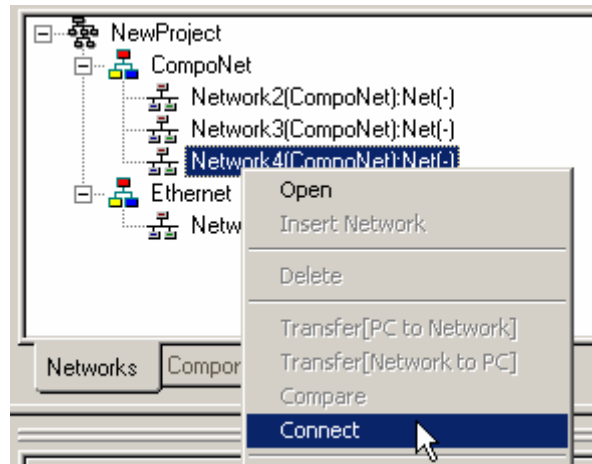 NewProject
CompoNet
Network2(CompoNet):Net(-)
Network3(CompoNet):Net(-)
Network4(CompoNet):Net(-)
Ethernet
Netw
Open
Insert Network
Delete
Transfer[PC to Network]
Transfer[Network to PC]
Compare
Connect
Networks
Compor